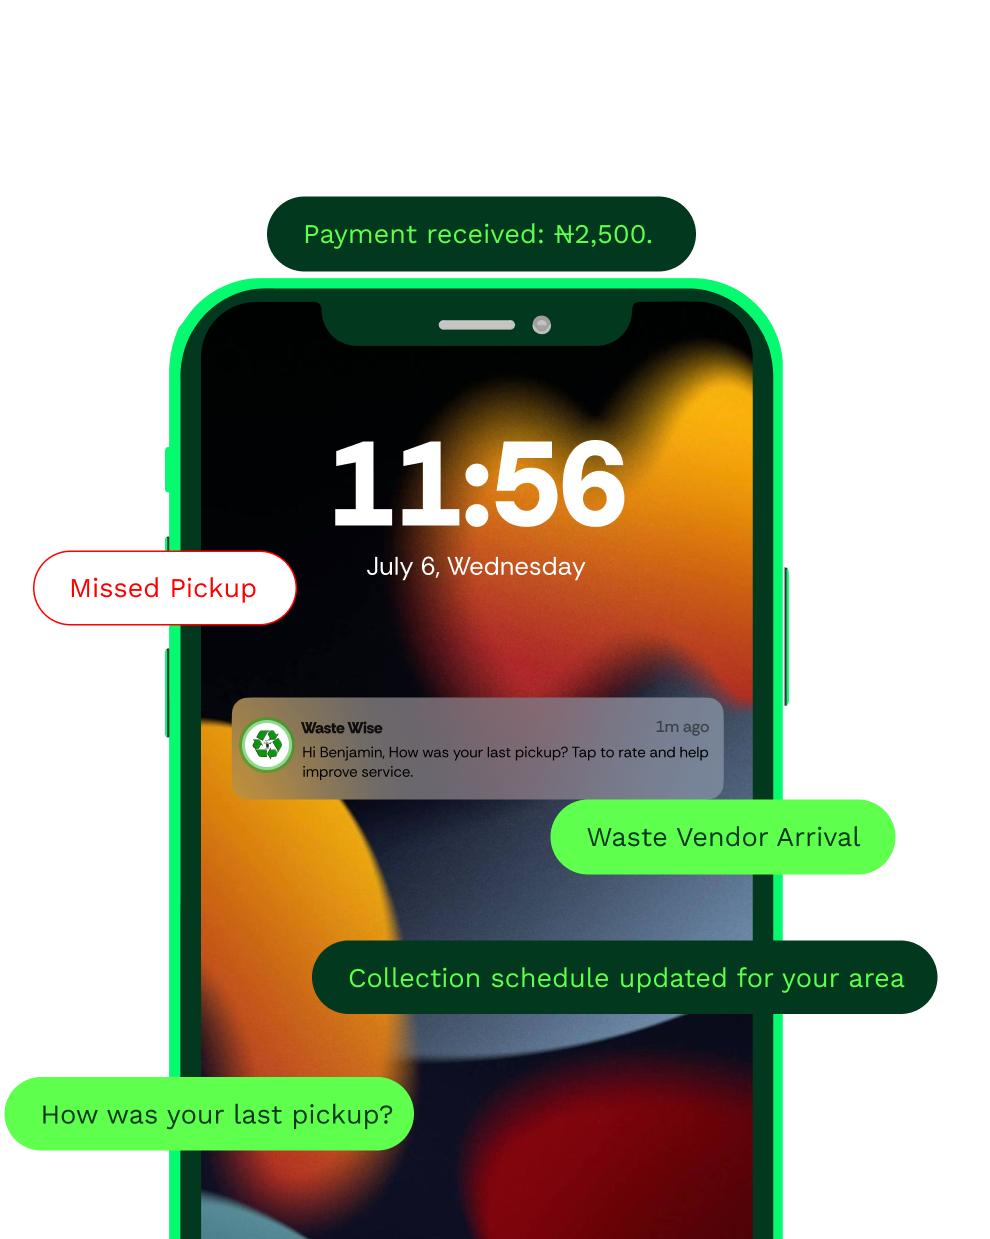 Payment received: ₦2,500.
11:56
July 6, Wednesday
Missed Pickup
Waste Wise
1m ago
Hi Benjamin, How was your last pickup? Tap to rate and help
improve service.
Waste Vendor Arrival
Collection schedule updated for your area
How was your last pickup?